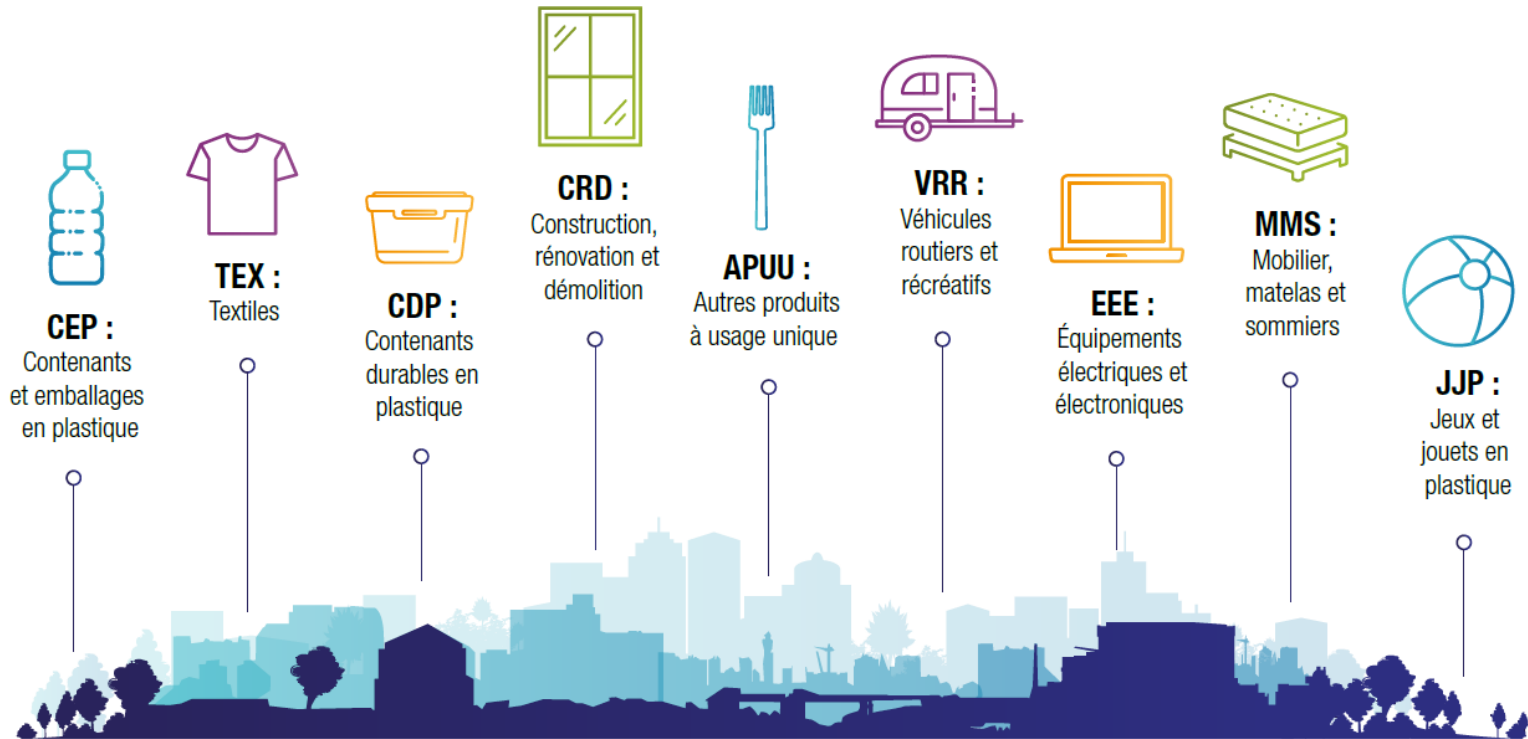 CEP :
Contenants
et emballages
en plastique
TEX :
Textiles
CDP :
Contenants
durables en
plastique
CRD :
Construction,
rénovation et
démolition
APUU :
Autres produits
à usage unique
VRR :
Véhicules
routiers et
récréatifs
EEE :
Équipements
électriques et
électroniques
MMS :
Mobilier,
matelas et
sommiers
JJP :
Jeux et
jouets en
plastique